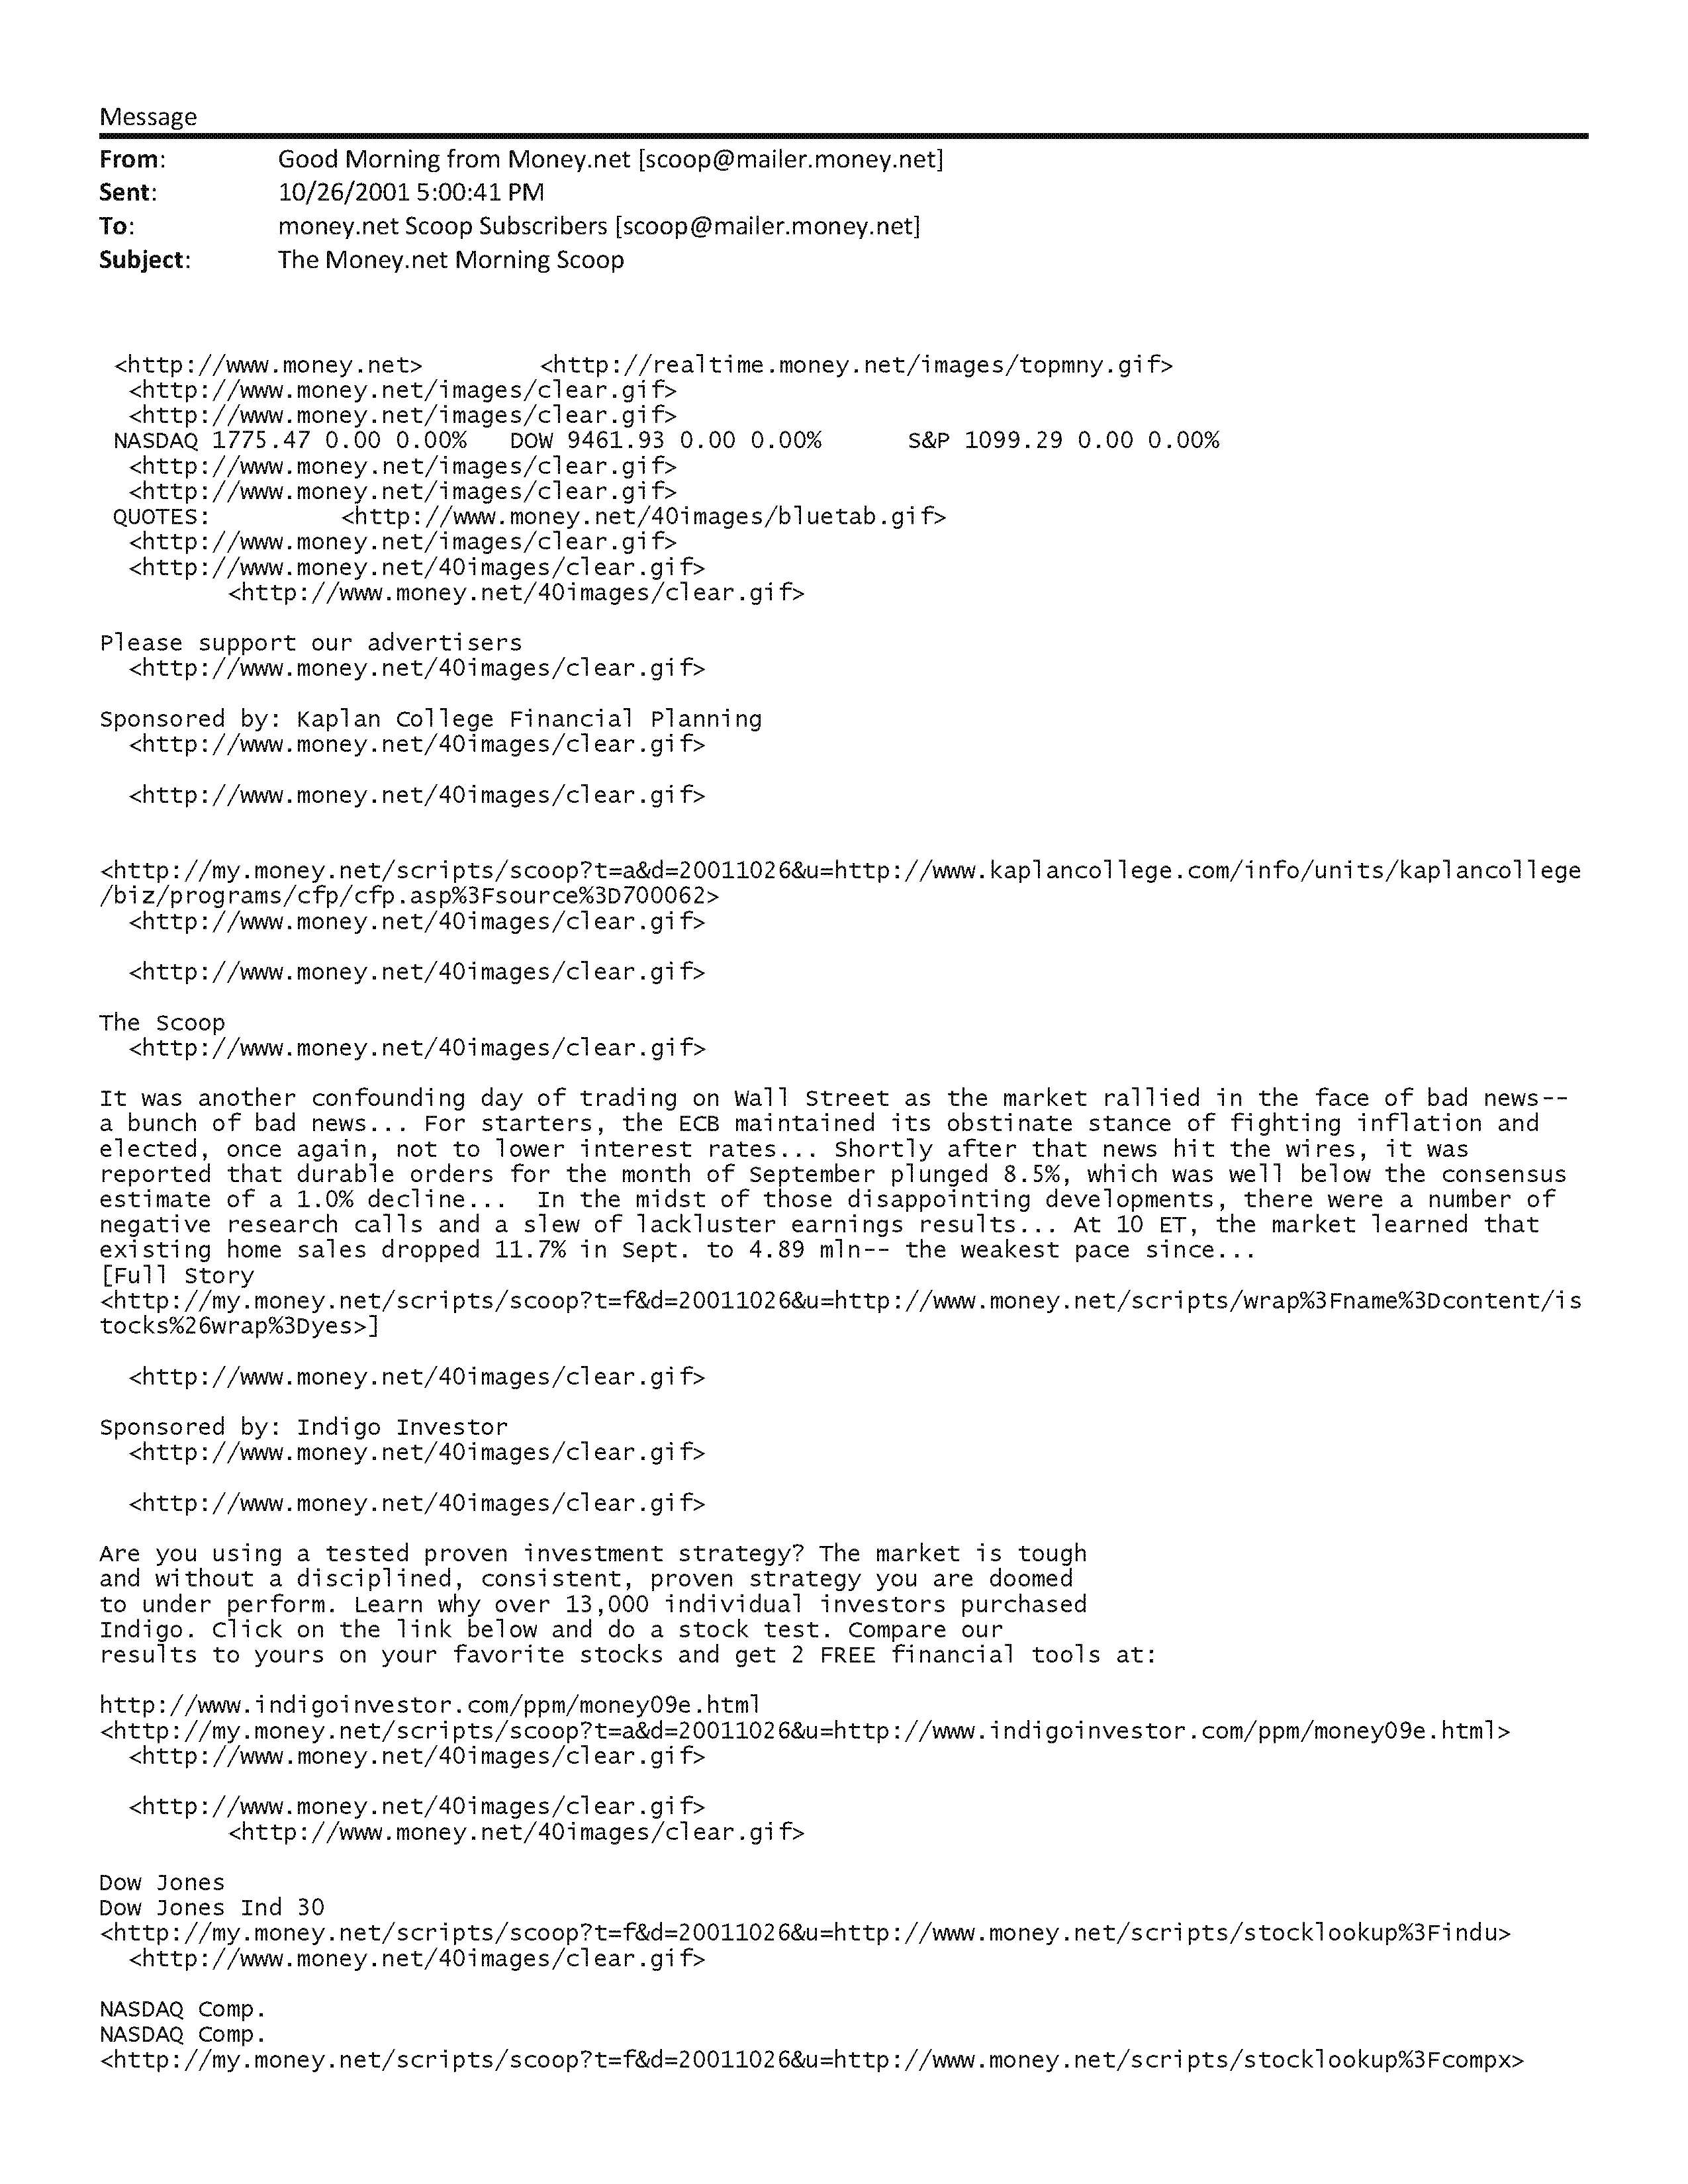 Message
From: Good Morning from Money.net [scoop@mailer.money.net]
Sent: 10/26/2001 5:00:41 PM
To: money.net Scoop Subscribers [scoop@mailer.money.net]
Subject: The Money.net Morning Scoop
<http://www.money.net> <http://realtime.money.net/images/topmny.gif>
<http://www.money.net/images/clear.gif>
<http://www.money.net/images/clear.gif>
NASDAQ 1775.47 0.00 0.00% DOW 9461.93 0.00 0.00% S&P 1099.29 0.00 0.00%
<http://www.money.net/images/clear.gif>
<http://www.money.net/images/clear.gif>
QUOTES: <http://www.money.net/40images/bluetab.gif>
<http://www.money.net/images/clear.gif>
<http://www.money.net/40images/clear.gif>
<http://www.money.net/40images/clear.gif>
Please support our advertisers
<http://www.money.net/40images/clear.gif>
Sponsored by: Kaplan College Financial Planning
<http://www.money.net/40images/clear.gif>
<http://www.money.net/40images/clear.gif>
<http://my.money.net/scripts/scoop?t=a&d=20011026&u=http://www.kaplancollege.com/info/units/kaplancollege
/biz/programs/cfp/cfp.asp%3Fsource%3D700062>
<http://www.money.net/40images/clear.gif>
<http://www.money.net/40images/clear.gif>
The Scoop
<http://www.money.net/40images/clear.gif>
It was another confounding day of trading on Wall Street as the market rallied in the face of bad news--
a bunch of bad news... For starters, the ECB maintained its obstinate stance of fighting inflation and
elected, once again, not to lower interest rates... Shortly after that news hit the wires, it was
reported that durable orders for the month of September plunged 8.5%, which was well below the consensus
estimate of a 1.0% decline... In the midst of those disappointing developments, there were a number of
negative research calls and a slew of lackluster earnings results... At 10 ET, the market learned that
existing home sales dropped 11.7% in Sept. to 4.89 mln-- the weakest pace since...
[Full Story
<http://my.money.net/scripts/scoop?t=f&d=20011026&u=http://www.money.net/scripts/wrap%3Fname%3Dcontent/is
tocks%26wrap%3Dyes>]
<http://www.money.net/40images/clear.gif>
Sponsored by: Indigo Investor
<http://www.money.net/40images/clear.gif>
<http://www.money.net/40images/clear.gif>
Are you using a tested proven investment strategy? The market is tough
and without a disciplined, consistent, proven strategy you are doomed
to under perform. Learn why over 13,000 individual investors purchased
Indigo. Click on the link below and do a stock test. Compare our
results to yours on your favorite stocks and get 2 FREE financial tools at:
http://www.indigoinvestor.com/ppm/money09e.html
<http://my.money.net/scripts/scoop?t=a&d=20011026&u=http://www.indigoinvestor.com/ppm/money09e.html>
<http://www.money.net/40images/clear.gif>
<http://www.money.net/40images/clear.gif>
<http://www.money.net/40images/clear.gif>
Dow Jones
Dow Jones Ind 30
<http://my.money.net/scripts/scoop?t=f&d=20011026&u=http://www.money.net/scripts/stocklookup%3Findu>
<http://www.money.net/40images/clear.gif>
NASDAQ Comp.
NASDAQ Comp.
<http://my.money.net/scripts/scoop?t=f&d=20011026&u=http://www.money.net/scripts/stocklookup%3Fcompx>